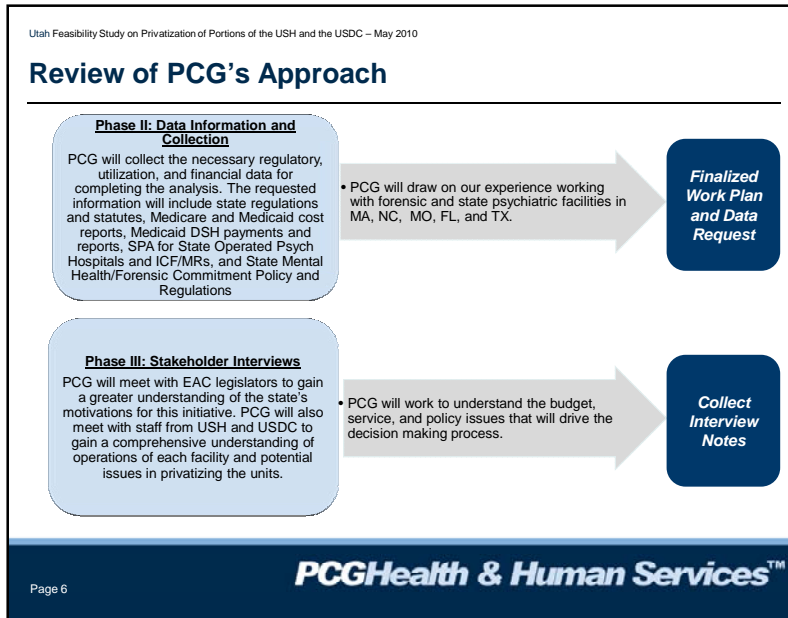 Utah Feasibility Study on Privatization of Portions of the USH and the USDC – May 2010
Review of PCG's Approach
Phase II: Data Information and
Collection
PCG will collect the necessary regulatory,
utilization, and financial data for
completing the analysis. The requested
information will include state regulations
and statutes, Medicare and Medicaid cost
reports, Medicaid DSH payments and
reports, SPA for State Operated Psych
Hospitals and ICF/MRs, and State Mental
Health/Forensic Commitment Policy and
Regulations
• PCG will draw on our experience working
with forensic and state psychiatric facilities in
MA, NC, MO, FL, and TX.
Finalized
Work Plan
and Data
Request
Phase III: Stakeholder Interviews
PCG will meet with EAC legislators to gain
a greater understanding of the state's
motivations for this initiative. PCG will also
meet with staff from USH and USDC to
gain a comprehensive understanding of
operations of each facility and potential
issues in privatizing the units.
• PCG will work to understand the budget,
service, and policy issues that will drive the
decision making process.
Collect
Interview
Notes
Page 6
PCGHealth & Human Services™